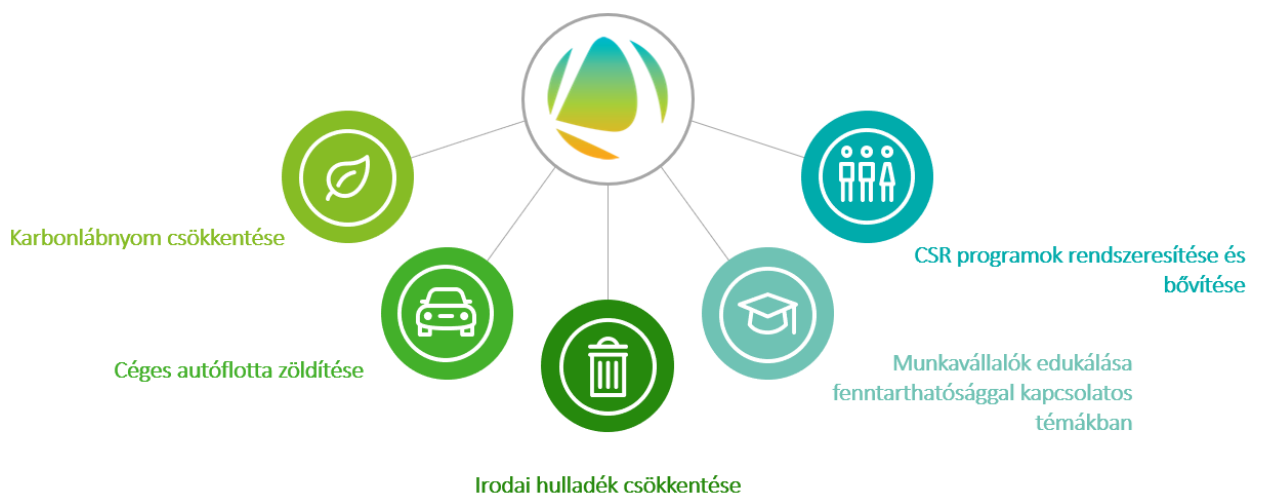 Karbonlábnyom csökkentése
Céges autóflotta zöldítése
Irodai hulladék csökkentése
Munkavállalók edukálása
fenntarthatósággal kapcsolatos
témákban
CSR programok rendszeresítése és
bővítése